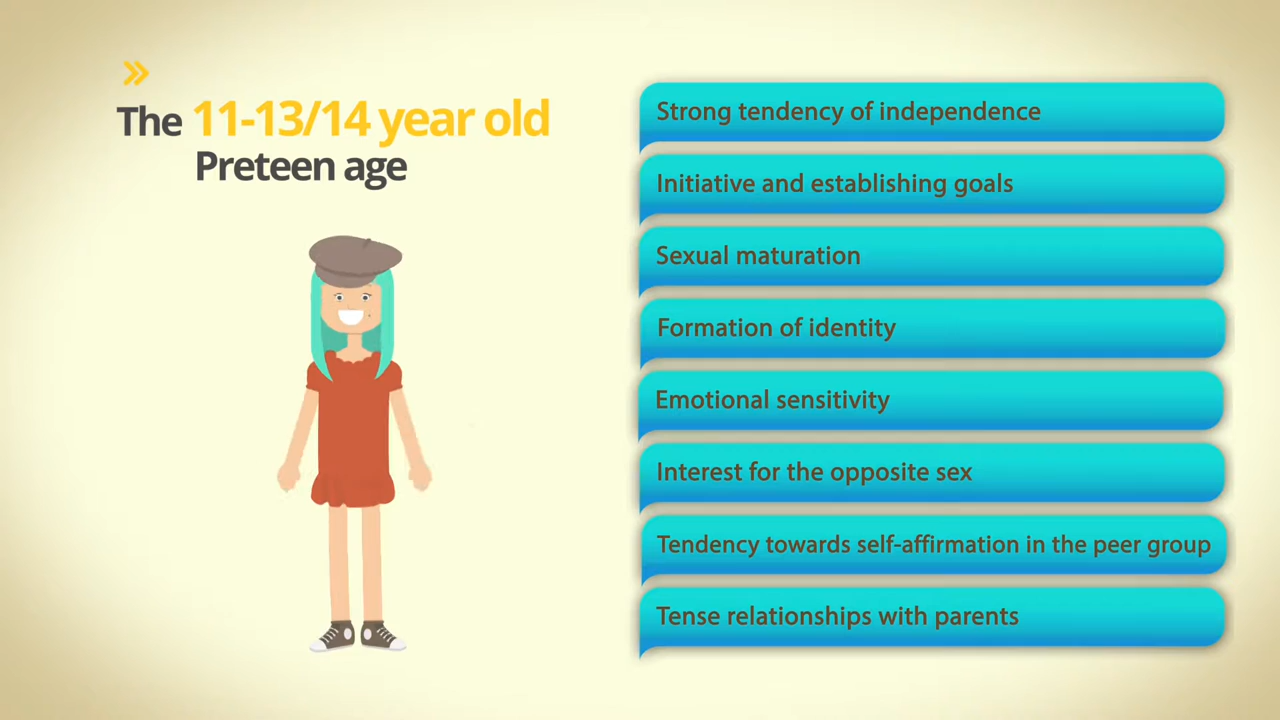 The 11-13/14 year old
Preteen age
Strong tendency of independence
Initiative and establishing goals
Sexual maturation
Formation of identity
Emotional sensitivity
Interest for the opposite sex
Tendency towards self-affirmation in the peer group
Tense relationships with parents